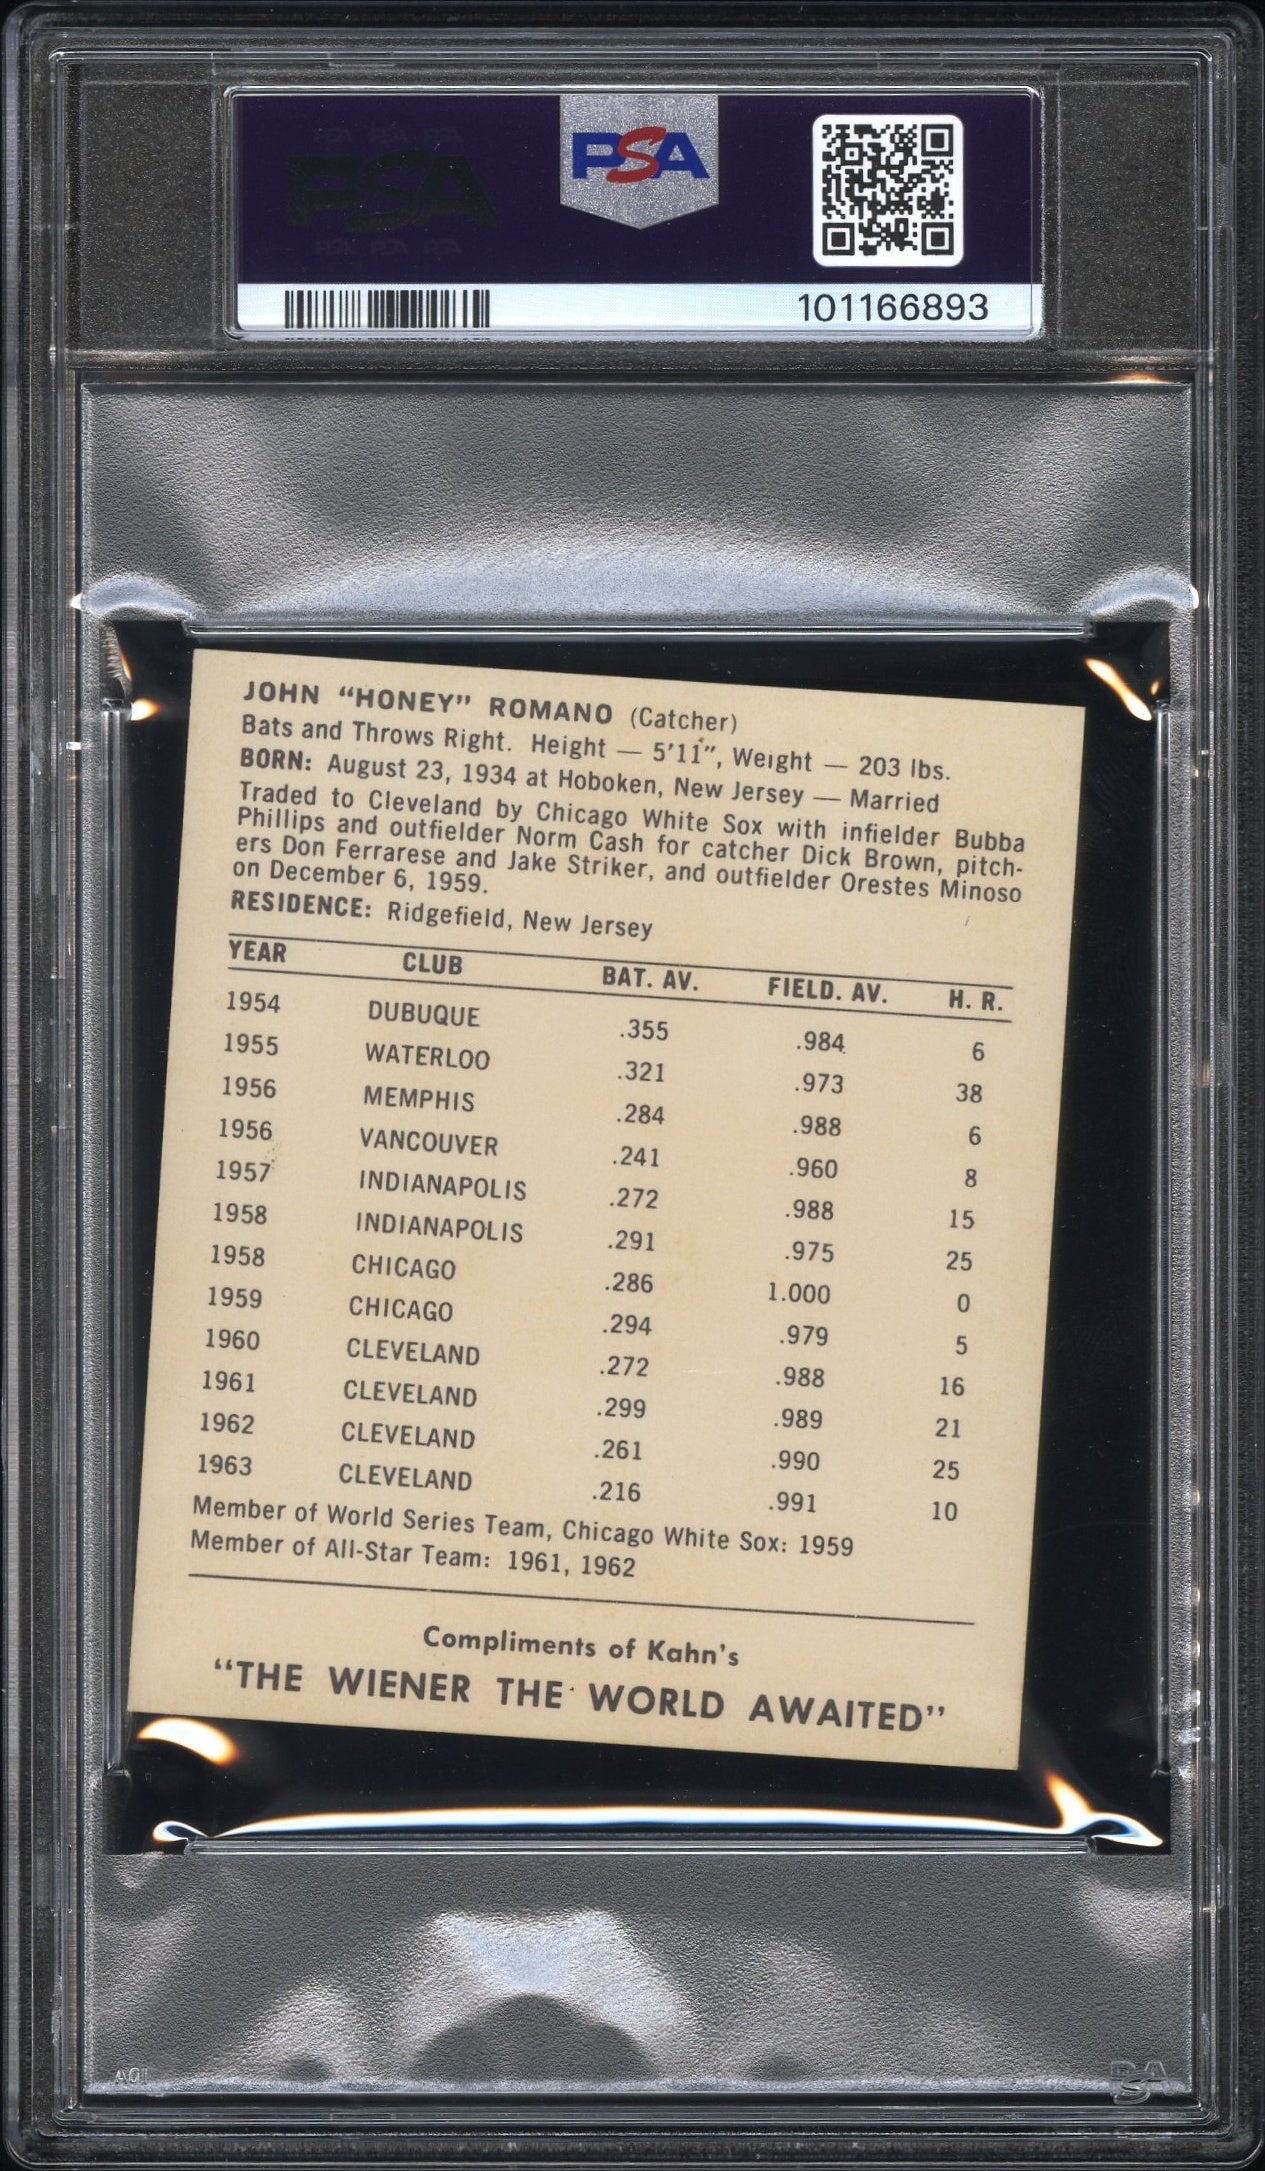 PSA
PSA
101166893
JOHN “HONEY” ROMANO (Catcher)
Bats and Throws Right. Height — 5'11", Weight — 203 lbs.
BORN: August 23, 1934 at Hoboken, New Jersey — Married
Traded to Cleveland by Chicago White Sox with infielder Bubba
Phillips and outfielder Norm Cash for catcher Dick Brown, pitch-
ers Don Ferrarese and Jake Striker, and outfielder Orestes Minoso
on December 6, 1959.
RESIDENCE: Ridgefield, New Jersey
YEAR CLUB BAT. AV. FIELD. AV. H. R.
1954 DUBUQUE .355 .984 6
1955 WATERLOO .321 .973 38
1956 MEMPHIS .284 .988 6
1956 VANCOUVER .241 .960 8
1957 INDIANAPOLIS .272 .988 15
1958 INDIANAPOLIS .291 .975 25
1958 CHICAGO .286 1.000 0
1959 CHICAGO .294 .979 5
1960 CLEVELAND .272 .988 16
1961 CLEVELAND .299 .989 21
1962 CLEVELAND .261 .990 25
1963 CLEVELAND .216 .991 10
Member of World Series Team, Chicago White Sox: 1959
Member of All-Star Team: 1961, 1962
Compliments of Kahn's
“THE WIENER THE WORLD AWAITED”
PSA